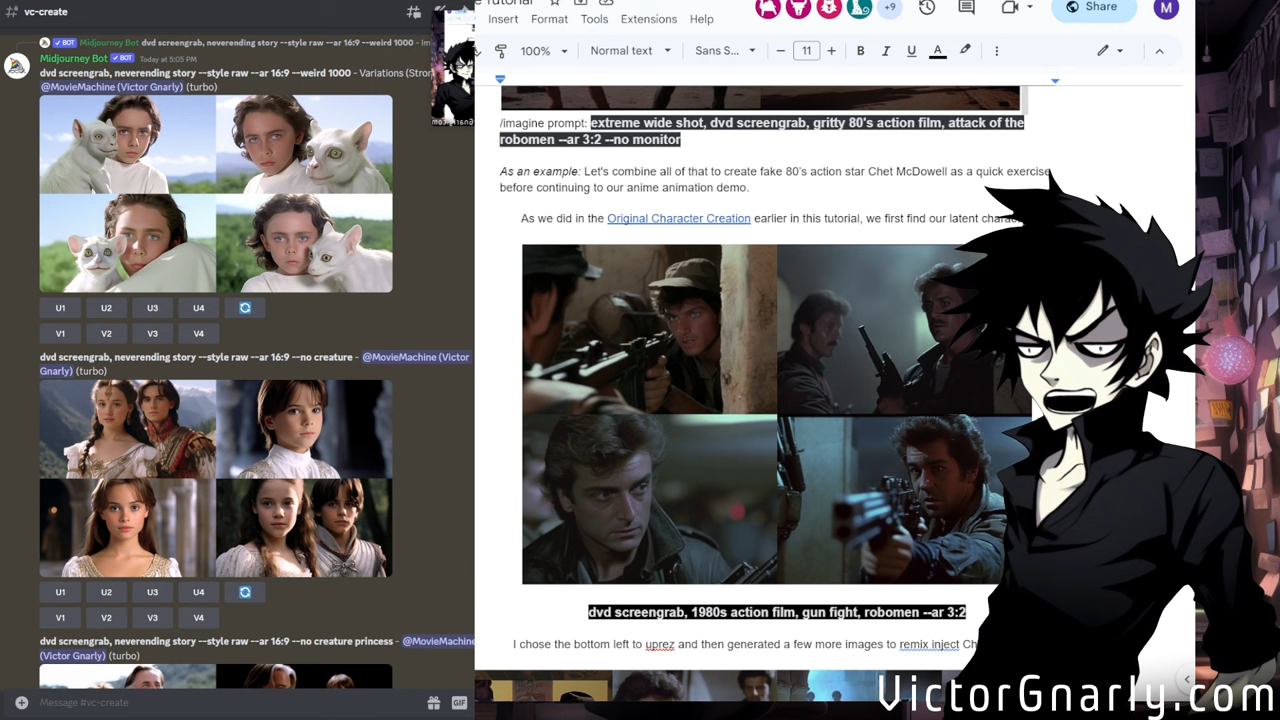 vc-create
BOT Midjourney Bot dvd screengrab, neverending story --style raw --ar 16:9 --weird 1000 - Im
Midjourney Bot BOT Today at 5:05 PM
dvd screengrab, neverending story --style raw --ar 16:9 --weird 1000 - Variations (Stron
@MovieMachine (Victor Gnarly) (turbo)
U1 U2 U3 U4
V1 V2 V3 V4
dvd screengrab, neverending story --style raw --ar 16:9 --no creature - @MovieMachine (Victor
Gnarly) (turbo)
U1 U2 U3 U4
V1 V2 V3 V4
dvd screengrab, neverending story --style raw --ar 16:9 --no creature princess - @MovieMachine
(Victor Gnarly) (turbo)
Message #vc-create
GIF
Insert Format Tools Extensions Help
+9
Share
M
100% Normal text Sans S... 11 B I U A
/imagine prompt: extreme wide shot, dvd screengrab, gritty 80's action film, attack of the
robomen --ar 3:2 --no monitor
As an example: Let's combine all of that to create fake 80's action star Chet McDowell as a quick exercise
before continuing to our anime animation demo.
As we did in the Original Character Creation earlier in this tutorial, we first find our latent
dvd screengrab, 1980s action film, gun fight, robomen --ar 3:2
I chose the bottom left to uprez and then generated a few more images to remix inject Ch
VictorGnarly.com